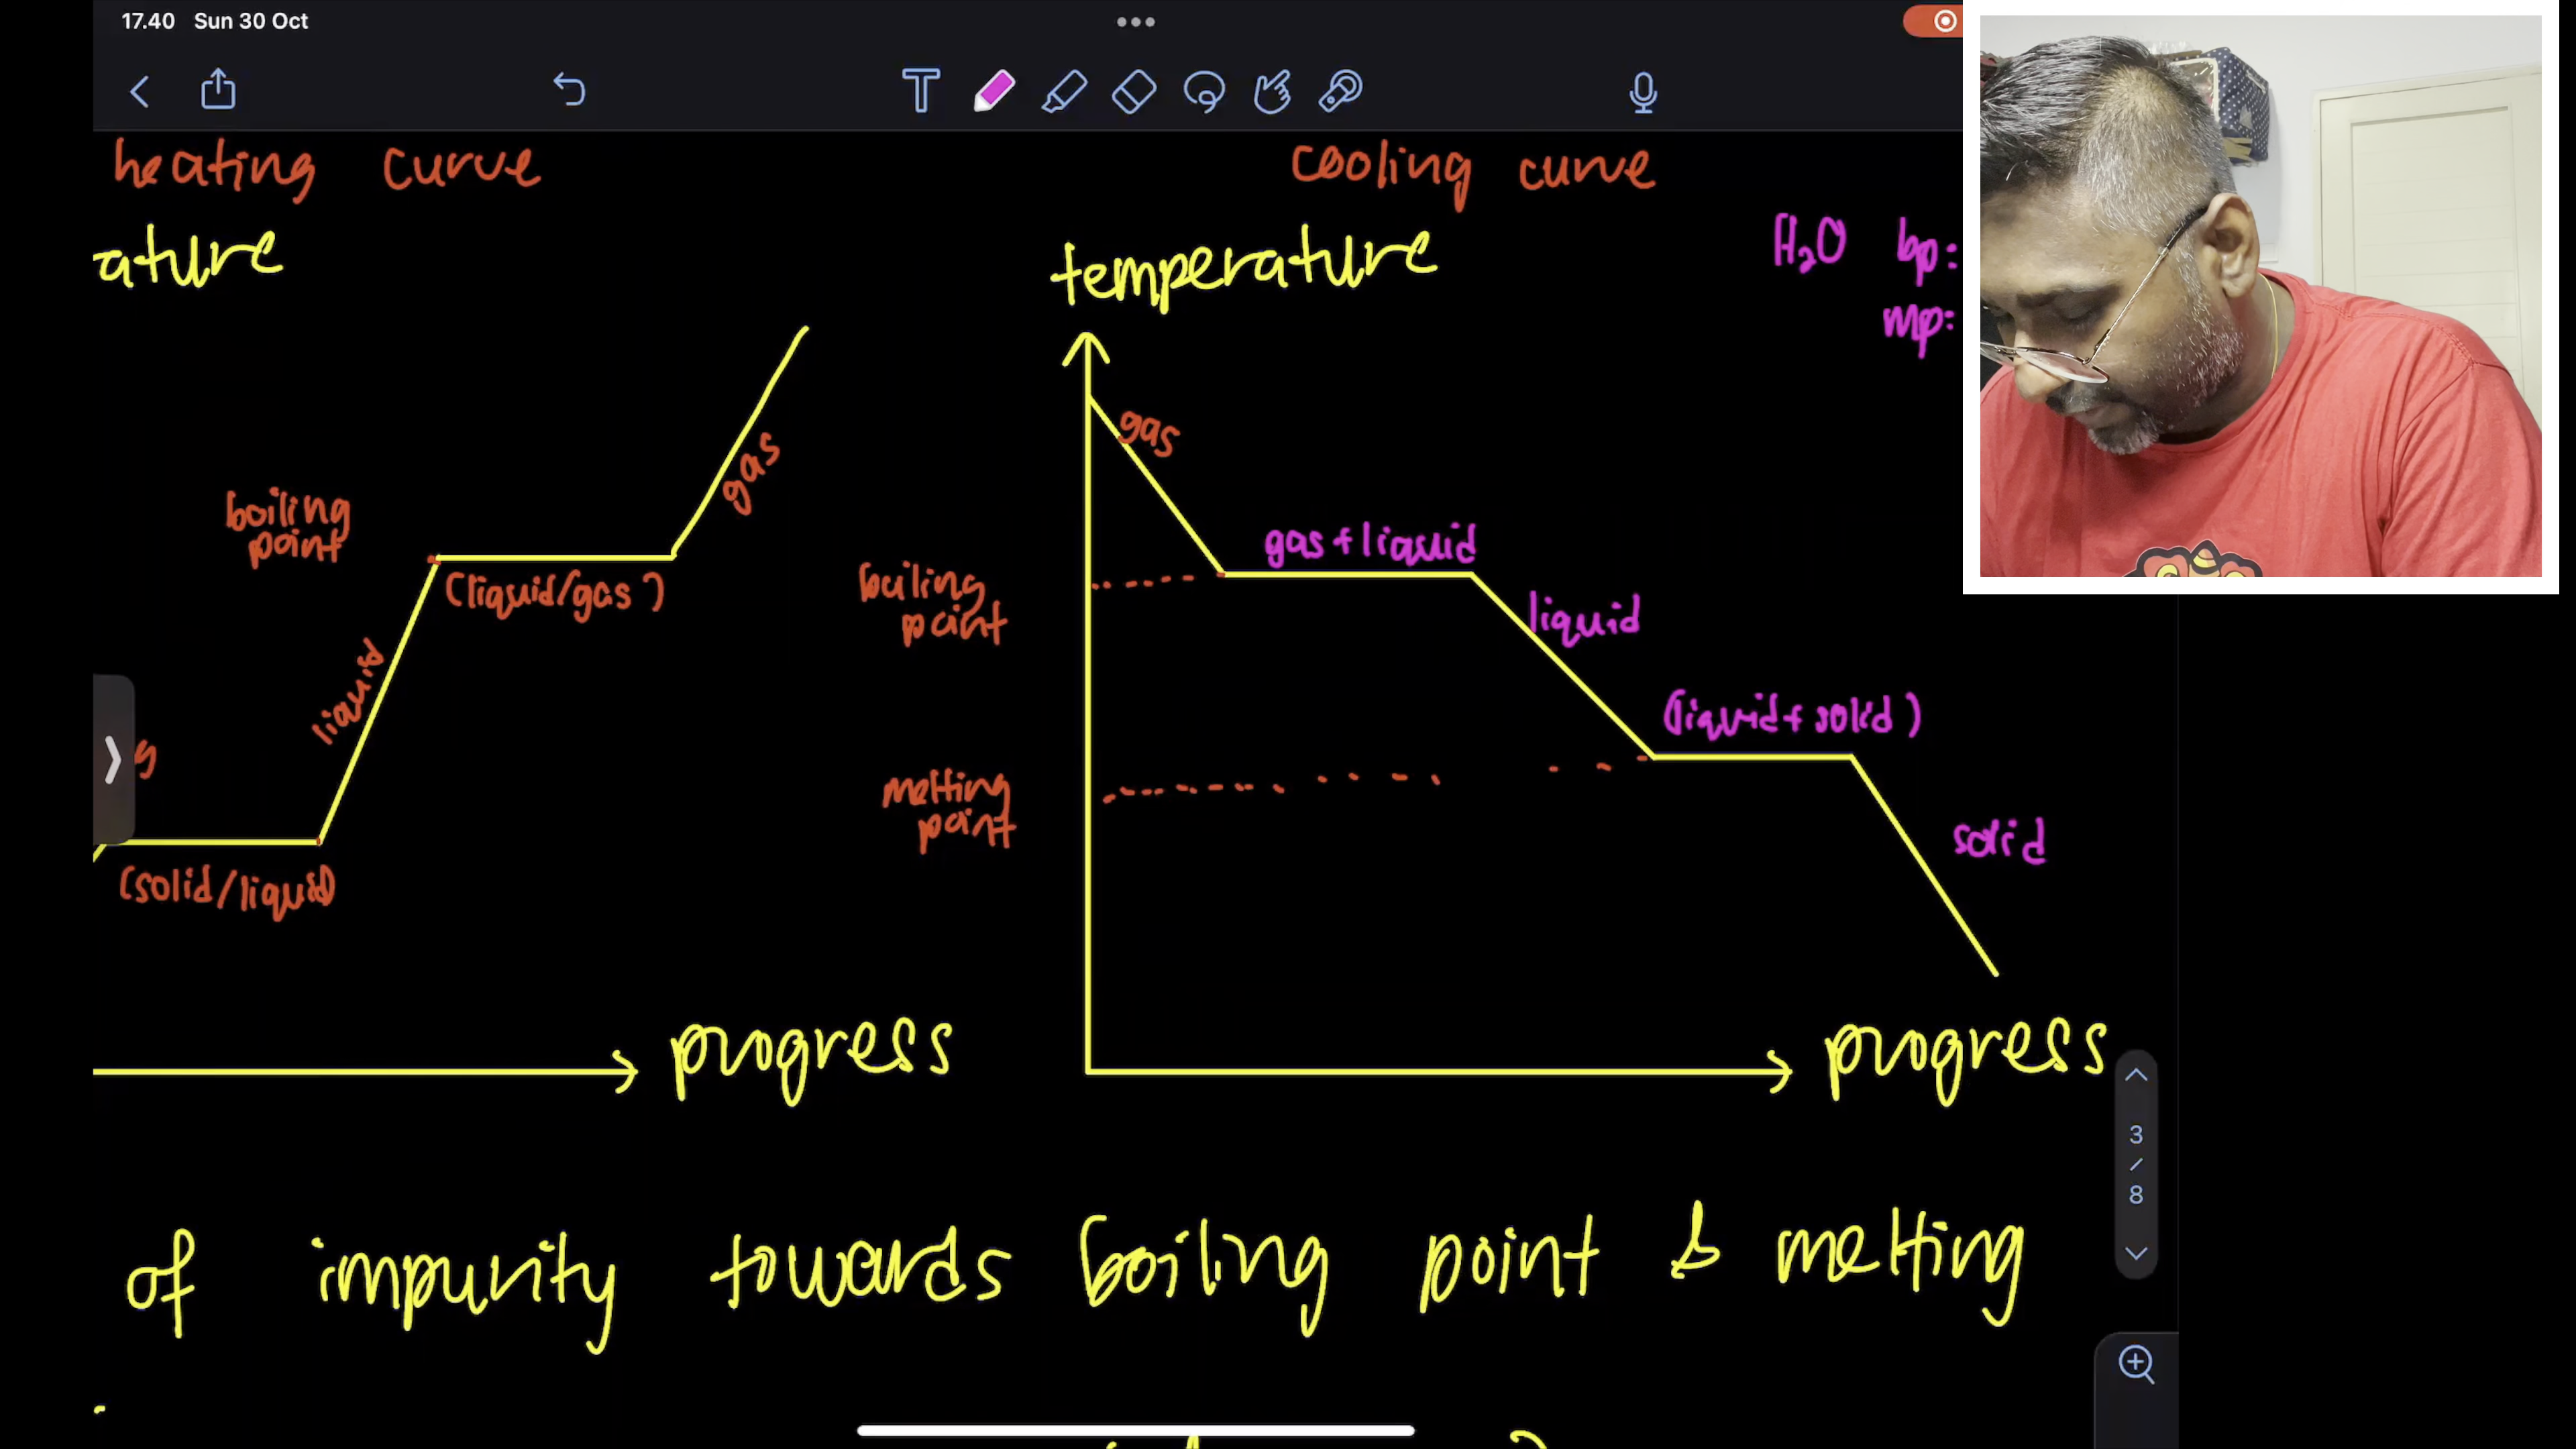 17.40 Sun 30 Oct
heating curve
cooling curve
ature
temperature
H₂O bp:
mp:
gas
gas
boiling
point
gas + liquid
(liquid/gas)
boiling
point
liquid
liquid
(liquid + solid)
g
melting
point
solid
(solid/liquid)
progress
progress
3
/
8
of impurity towards boiling point & melting